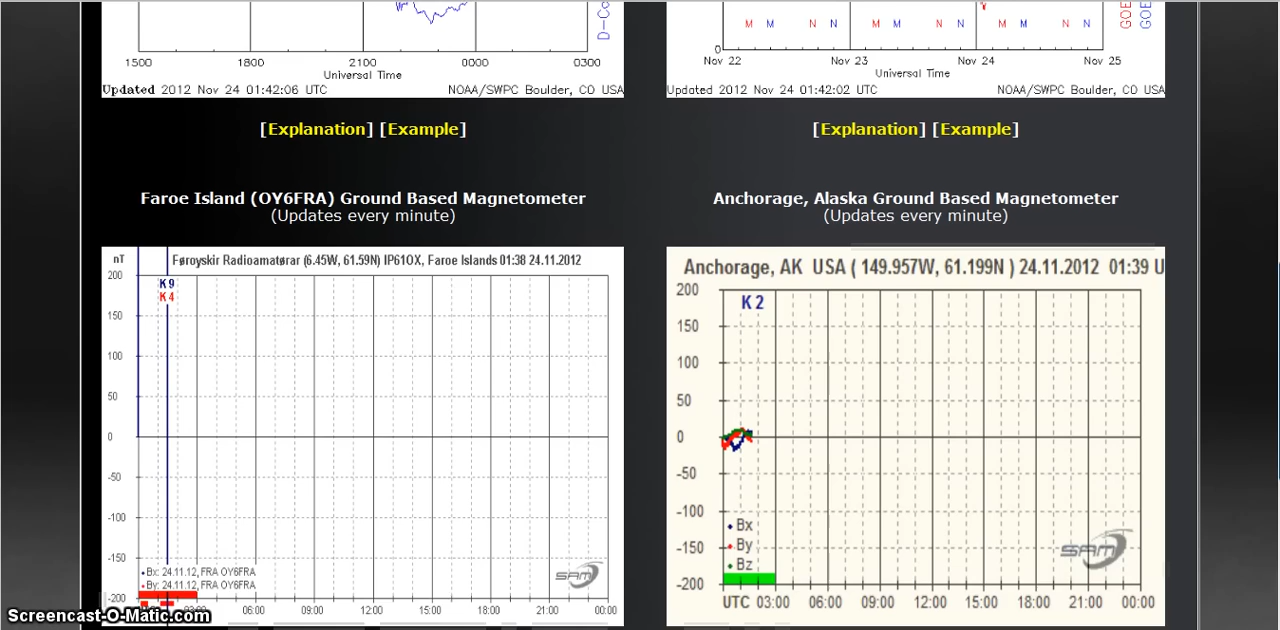 D-Co
1500 1800 2100 0000 0300
Universal Time
Updated 2012 Nov 24 01:42:06 UTC NOAA/SWPC Boulder, CO USA
M M N N M M N N M M N N
GOE
GOE
0
Nov 22 Nov 23 Nov 24 Nov 25
Universal Time
Updated 2012 Nov 24 01:42:02 UTC NOAA/SWPC Boulder, CO USA
[Explanation] [Example]
[Explanation] [Example]
Faroe Island (OY6FRA) Ground Based Magnetometer
(Updates every minute)
Anchorage, Alaska Ground Based Magnetometer
(Updates every minute)
nT Føroyskir Radioamatørar (6.45W, 61.59N) IP61OX, Faroe Islands 01:38 24.11.2012
200
K 9
K 4
150
100
50
0
-50
-100
-150
Bx: 24.11.12, FRA OY6FRA
By: 24.11.12, FRA OY6FRA
SAM
-200
03:00 06:00 09:00 12:00 15:00 18:00 21:00 00:00
Anchorage, AK USA ( 149.957W, 61.199N ) 24.11.2012 01:39 U
200
K 2
150
100
50
0
-50
-100
Bx
By
-150
SAM
Bz
-200
UTC 03:00 06:00 09:00 12:00 15:00 18:00 21:00 00:00
Screencast-O-Matic.com